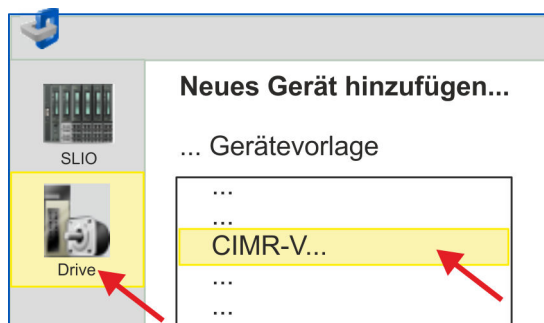 Neues Gerät hinzufügen...
SLIO
... Gerätevorlage
...
...
CIMR-V...
Drive
...
...